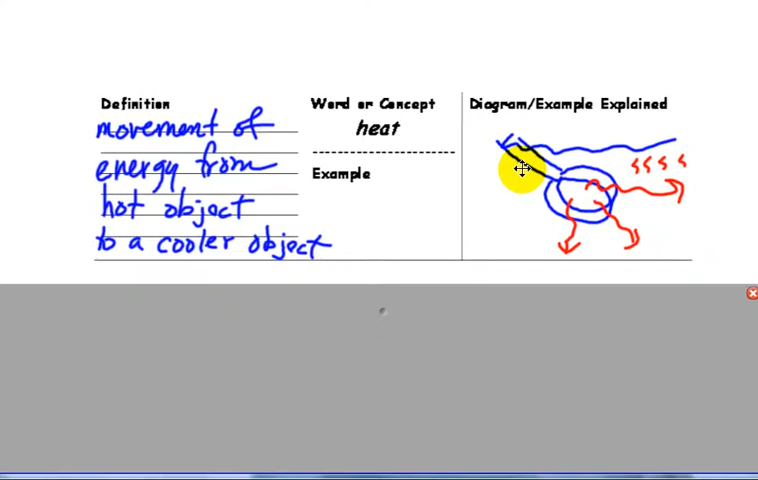 Definition
movement of
energy from
hot object
to a cooler object
Word or Concept
heat
Example
Diagram/Example Explained